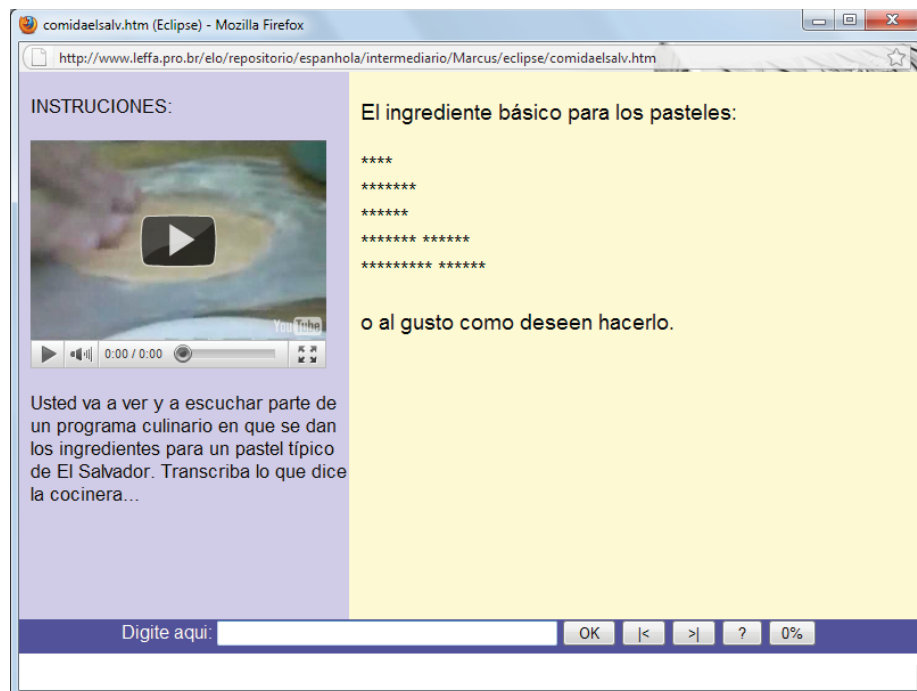 comidaelsalv.htm (Eclipse) - Mozilla Firefox
http://www.leffa.pro.br/elo/repositorio/espanhola/intermediario/Marcus/eclipse/comidaelsalv.htm
INSTRUCIONES:
YouTube
0:00 / 0:00
Usted va a ver y a escuchar parte de
un programa culinario en que se dan
los ingredientes para un pastel típico
de El Salvador. Transcriba lo que dice
la cocinera...
El ingrediente básico para los pasteles:
****
*******
******
******* ******
********* ******
o al gusto como deseen hacerlo.
Digite aqui: OK |< >| ? 0%